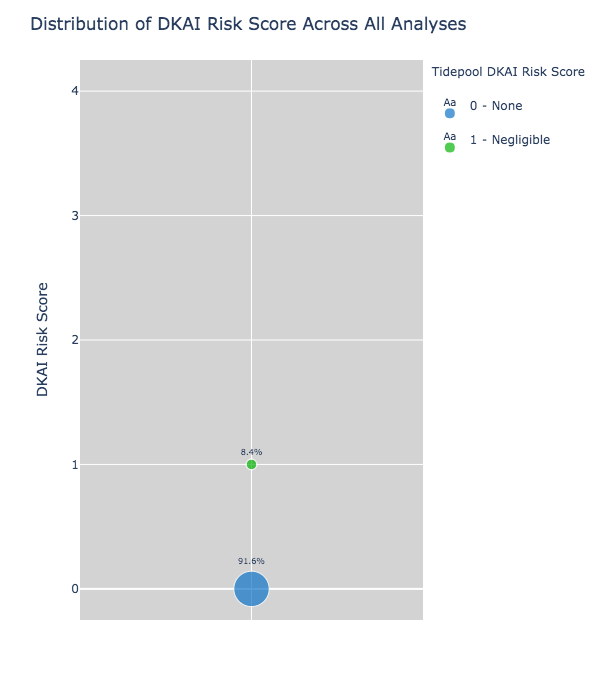 Distribution of DKAI Risk Score Across All Analyses
Tidepool DKAI Risk Score
Aa 0 - None
Aa 1 - Negligible
DKAI Risk Score
4
3
2
1
0
8.4%
91.6%